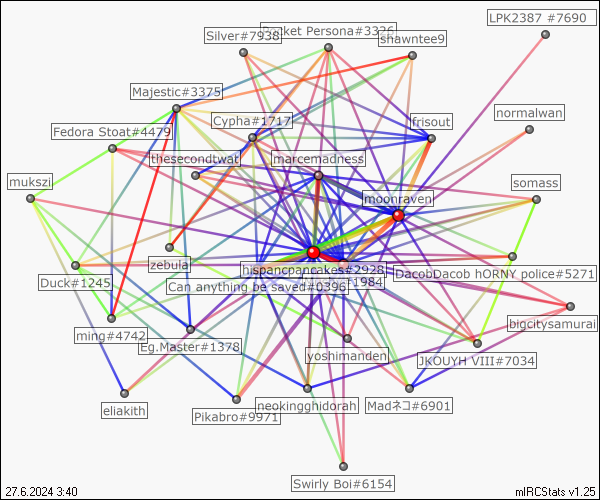 LPK2387 #7690
Silver#7938
Pocket Persona#3326
shawntee9
Majestic#3375
normalwan
Cypha#1717
frisout
Fedora Stoat#4479
thesecondtwat
marcemadness
mukszi
somass
moonraven
zebula
hispancpancakes#2928
DacobDacob hORNY police#5271
Duck#1245
Can anything be saved#0396
1984
bigcitysamurai
ming#4742
Eg.Master#1378
yoshimanden
JKOUYH VIII#7034
eliakith
Pikabro#9971
neokingghidorah
Madネコ#6901
Swirly Boi#6154
27.6.2024 3:40
mIRCStats v1.25